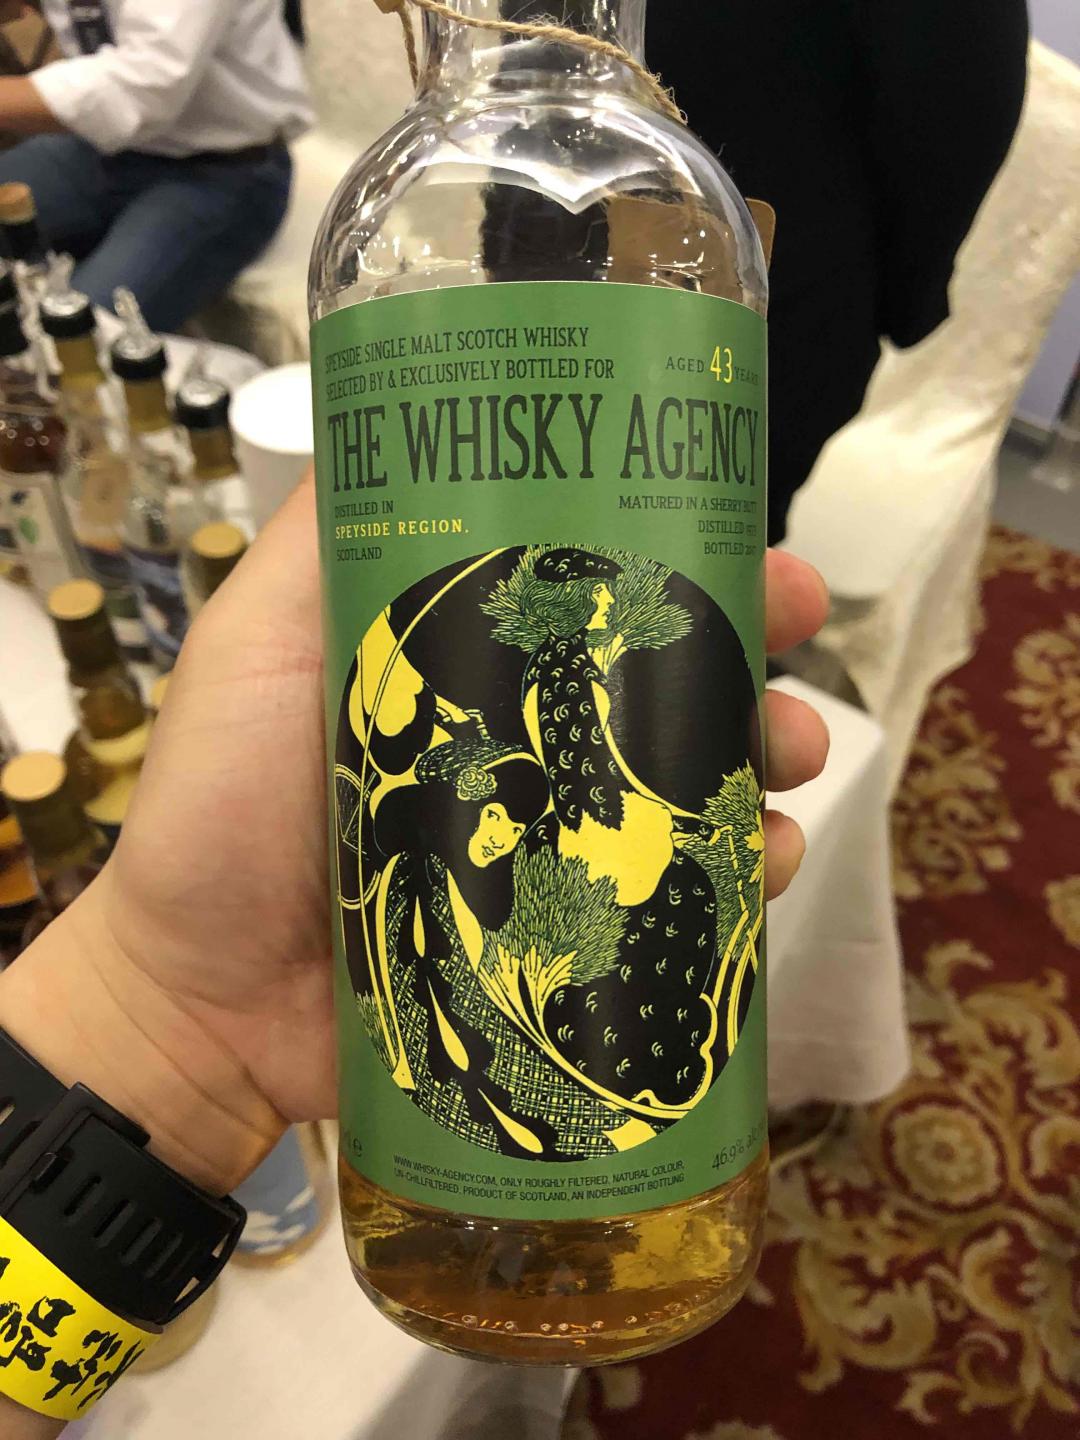 SPEYSIDE SINGLE MALT SCOTCH WHISKY
SELECTED BY & EXCLUSIVELY BOTTLED FOR
AGED 43 YEARS
THE WHISKY AGENCY
DISTILLED IN
SPEYSIDE REGION.
SCOTLAND
MATURED IN A SHERRY BUTT
DISTILLED
BOTTLED
e
WWW.WHISKY-AGENCY.COM, ONLY ROUGHLY FILTERED, NATURAL COLOUR,
UN-CHILLFILTERED, PRODUCT OF SCOTLAND, AN INDEPENDENT BOTTLING
46.9%